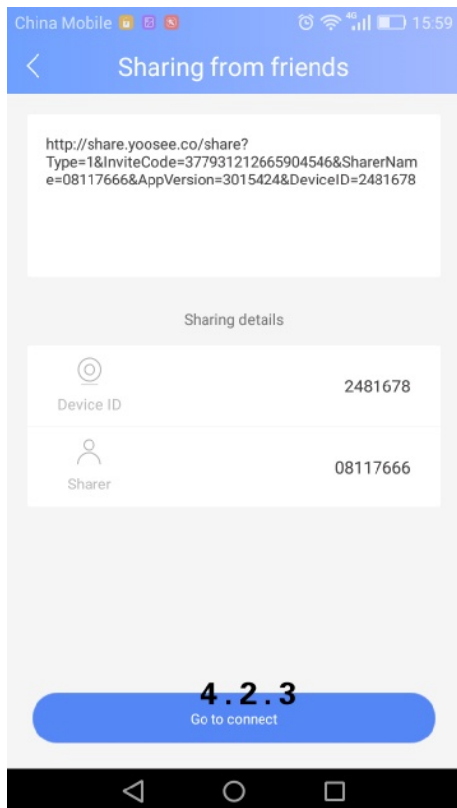 China Mobile 4G 15:59
Sharing from friends
http://share.yoosee.co/share?
Type=1&InviteCode=377931212665904546&SharerNam
e=08117666&AppVersion=3015424&DeviceID=2481678
Sharing details
Device ID 2481678
Sharer 08117666
4.2.3
Go to connect